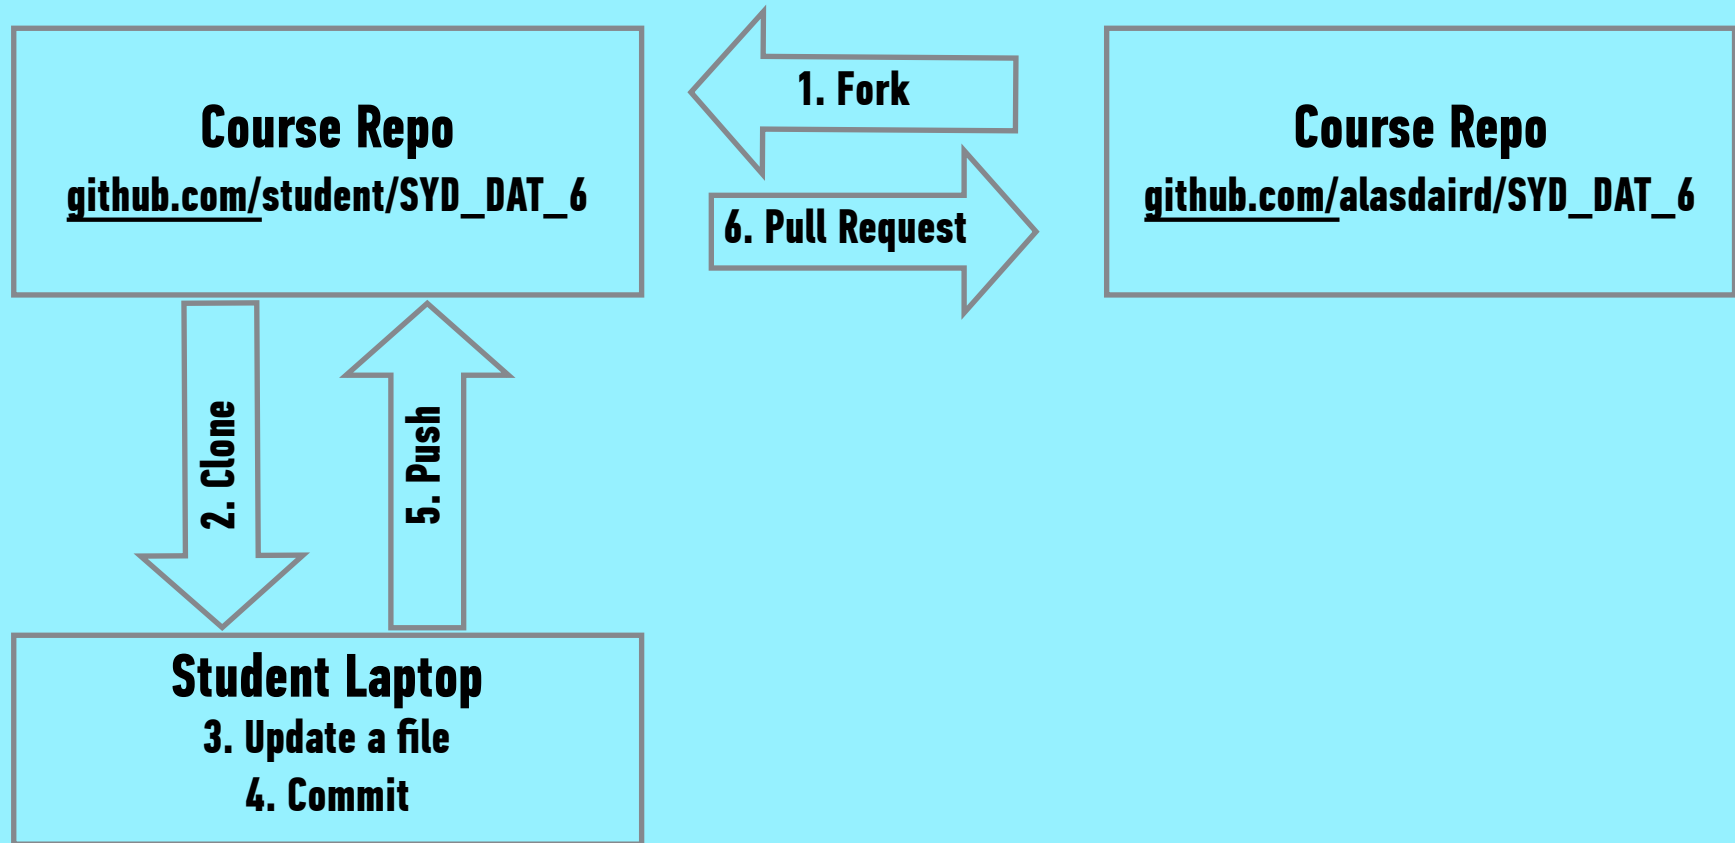 Course Repo
github.com/student/SYD_DAT_6
1. Fork
6. Pull Request
Course Repo
github.com/alasdaird/SYD_DAT_6
2. Clone
5. Push
Student Laptop
3. Update a file
4. Commit